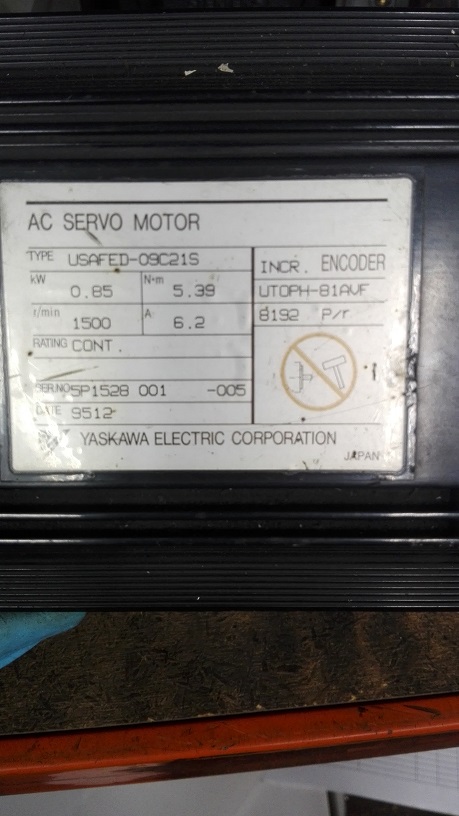 AC SERVO MOTOR
TYPE USAFED-09C21S
kW 0.85 N·m 5.39
r/min 1500 A 6.2
RATING CONT.
SER.NO 5P1528 001 -005
DATE 9512
INCR. ENCODER
UTOPH-81AVF
8192 P/r
YASKAWA ELECTRIC CORPORATION
JAPAN